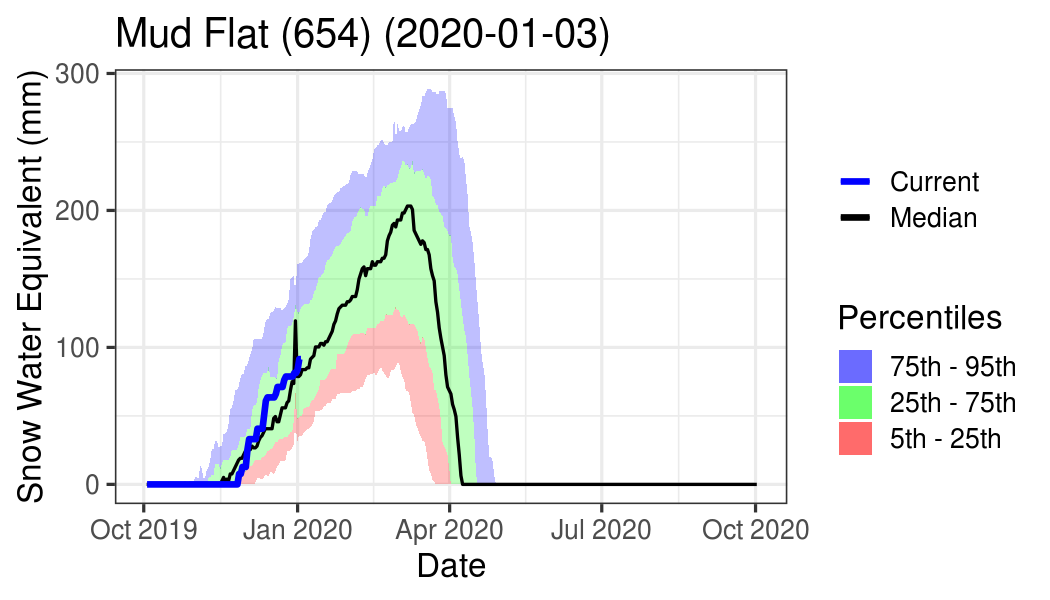 Mud Flat (654) (2020-01-03)
Snow Water Equivalent (mm)
300
200
100
0
Oct 2019
Jan 2020
Apr 2020
Jul 2020
Oct 2020
Date
Current
Median
Percentiles
75th - 95th
25th - 75th
5th - 25th